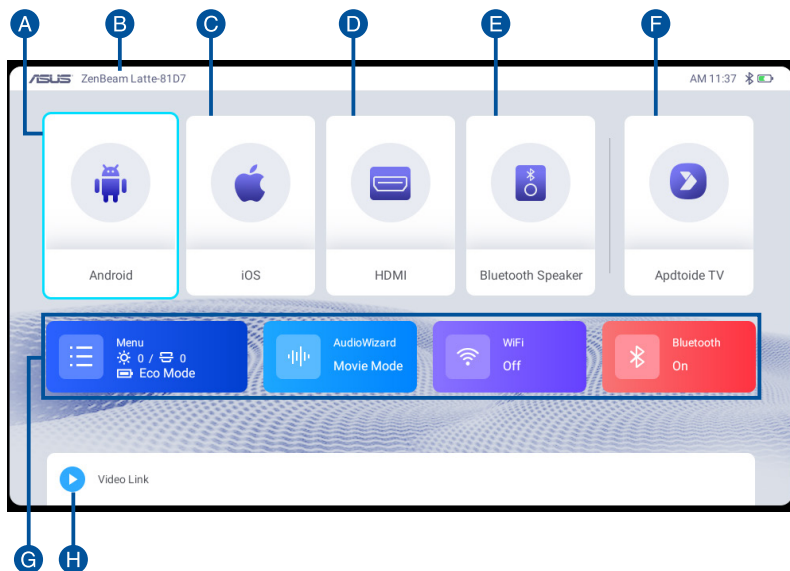 A B C D E F
ASUS ZenBeam Latte-81D7 AM 11:37
Android iOS HDMI Bluetooth Speaker Apdtoide TV
Menu
0 / 0
Eco Mode
AudioWizard
Movie Mode
WiFi
Off
Bluetooth
On
Video Link
G H